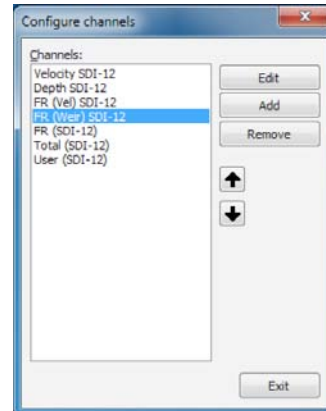 Configure channels
Channels:
Velocity SDI-12
Depth SDI-12
FR (Vel) SDI-12
FR (Weir) SDI-12
FR (SDI-12)
Total (SDI-12)
User (SDI-12)
Edit
Add
Remove
Exit